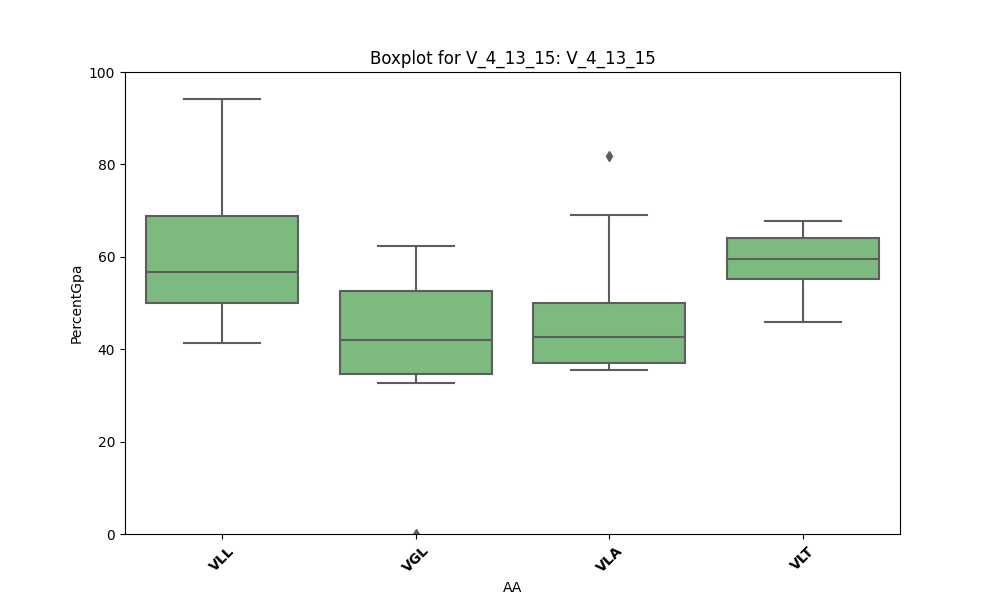 Boxplot for V_4_13_15: V_4_13_15
PercentGpa
100
80
60
40
20
0
VLL
VGL
VLA
VLT
AA